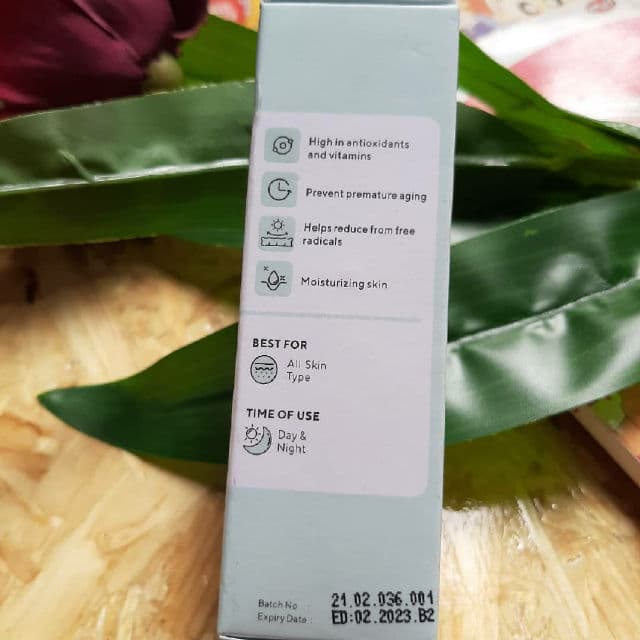 High in antioxidants
and vitamins
Prevent premature aging
Helps reduce from free
radicals
Moisturizing skin
BEST FOR
All Skin
Type
TIME OF USE
Day &
Night
Batch No : 21.02.036.001
Expiry Date : ED:02.2023.B2